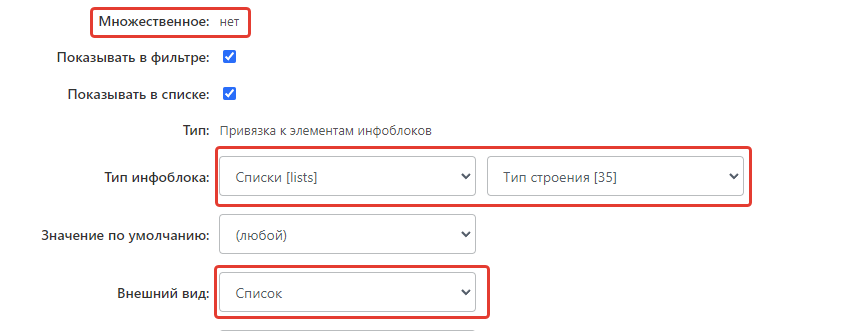 Множественное: нет
Показывать в фильтре:
Показывать в списке:
Тип: Привязка к элементам инфоблоков
Тип инфоблока: Списки [lists] Тип строения [35]
Значение по умолчанию: (любой)
Внешний вид: Список